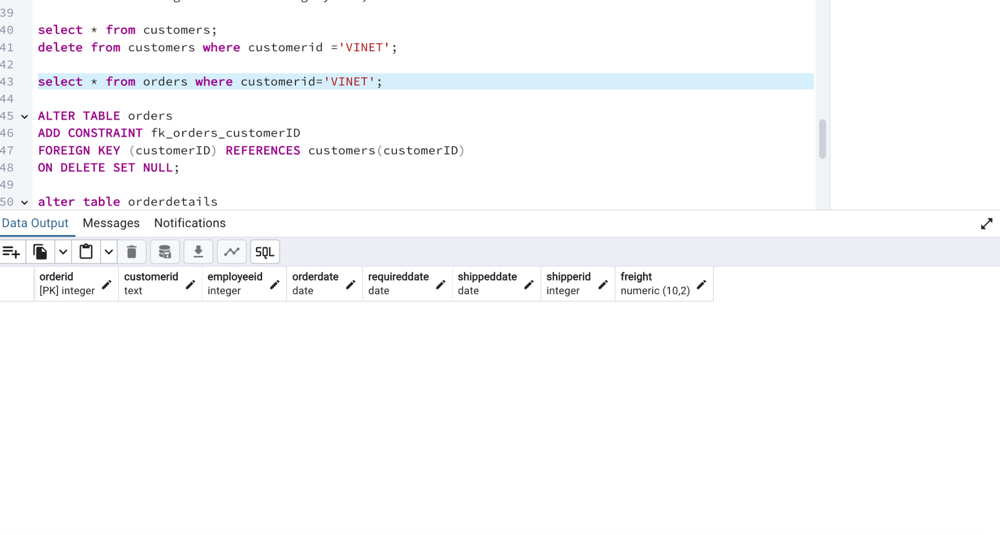 39
40 select * from customers;
41 delete from customers where customerid ='VINET';
42
43 select * from orders where customerid='VINET';
44
45 ALTER TABLE orders
46 ADD CONSTRAINT fk_orders_customerID
47 FOREIGN KEY (customerID) REFERENCES customers(customerID)
48 ON DELETE SET NULL;
49
50 alter table orderdetails
Data Output Messages Notifications
SQL
orderid customerid employeeid orderdate requireddate shippeddate shipperid freight
[PK] integer text integer date date date integer numeric (10,2)